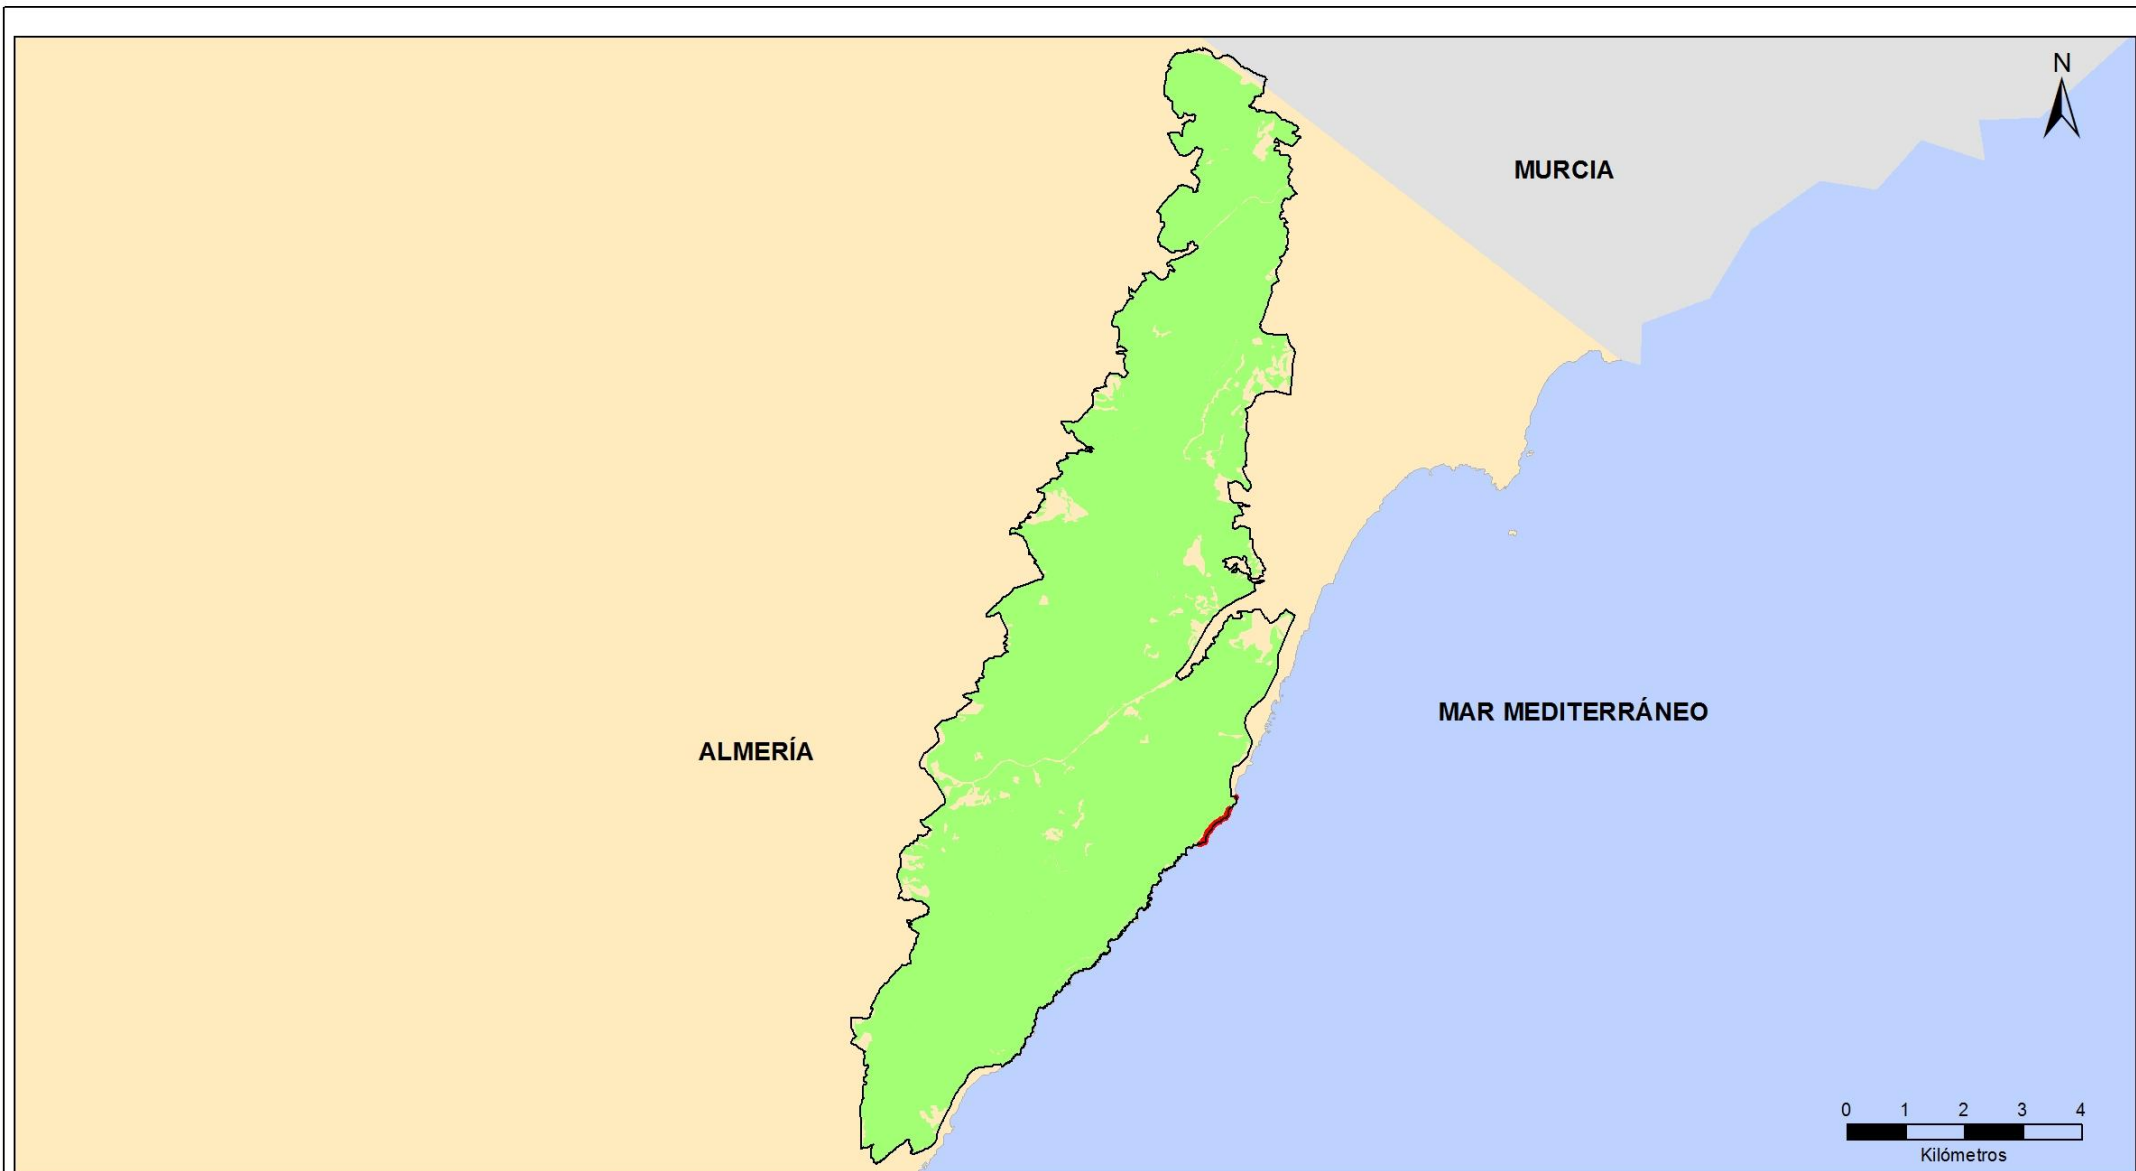 N
MURCIA
MAR MEDITERRÁNEO
ALMERÍA
0 1 2 3 4
Kilómetros